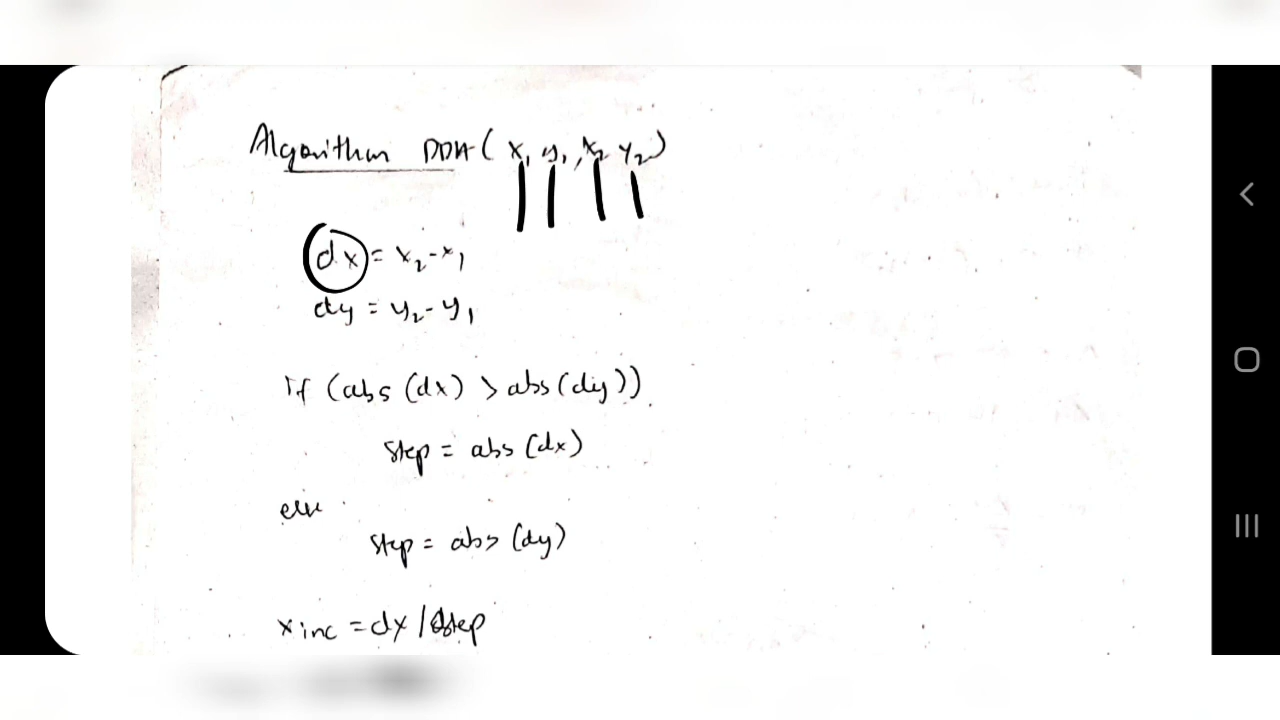 Algorithm DDA(x₁ y₁, x₂ y₂)
dx = x₂-x₁
dy = y₂-y₁
if (abs (dx) > abs (dy))
step = abs (dx)
else
step = abs (dy)
xinc = dx / step